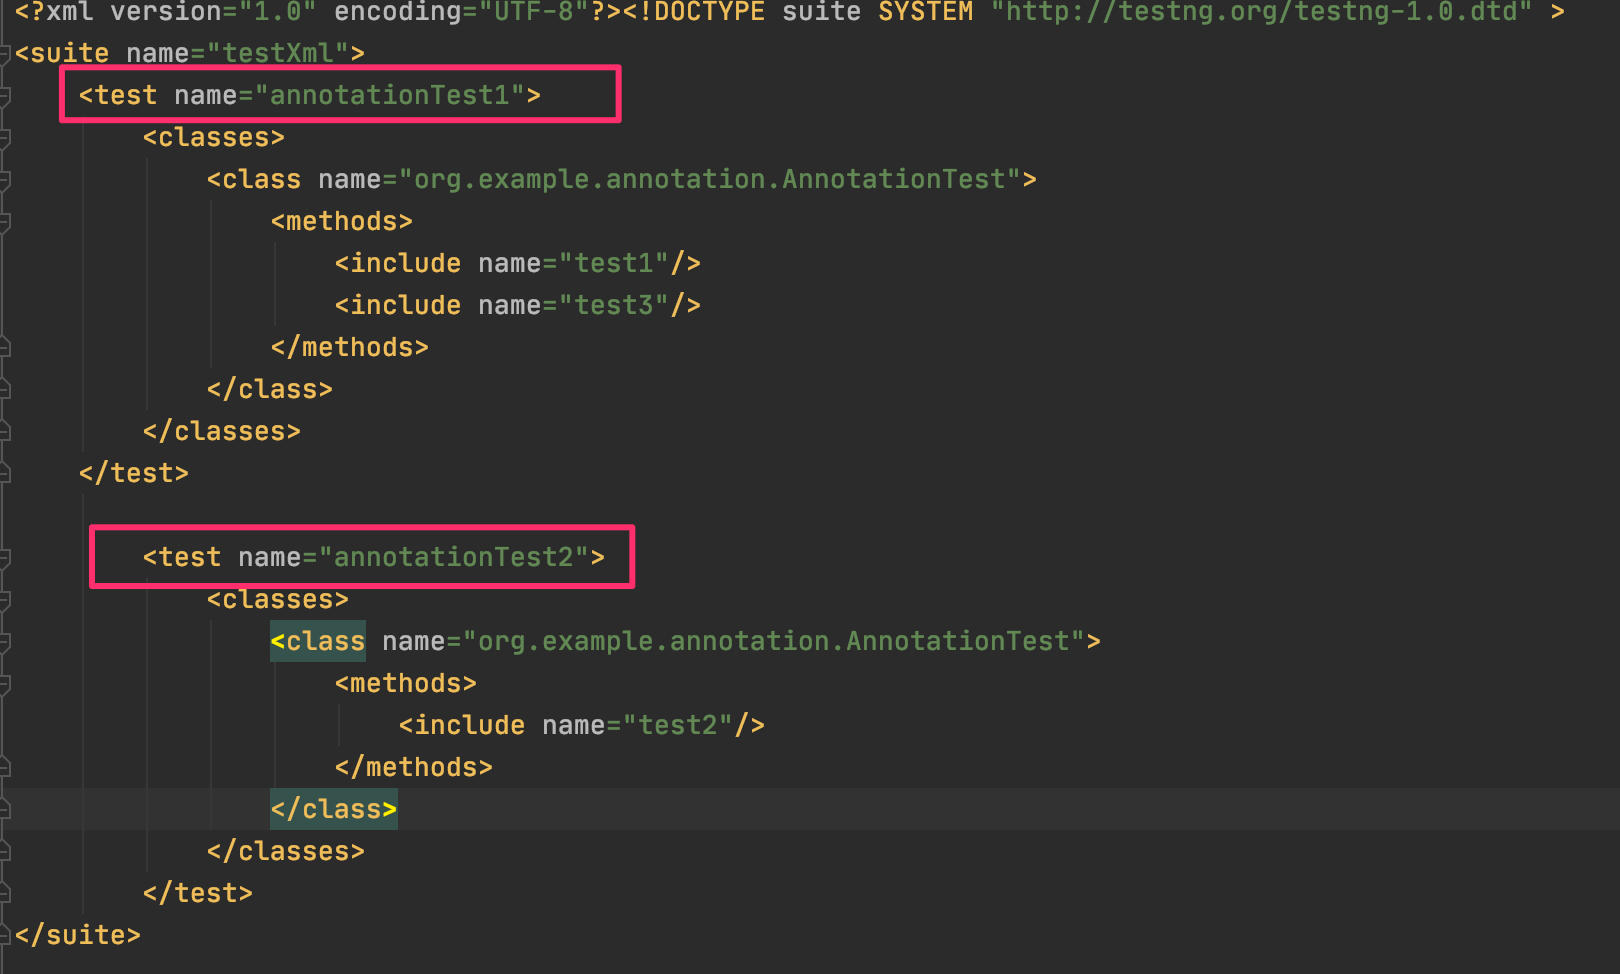 <?xml version="1.0" encoding="UTF-8"?><!DOCTYPE suite SYSTEM "http://testng.org/testng-1.0.dtd" >
<suite name="testXml">
    <test name="annotationTest1">
        <classes>
            <class name="org.example.annotation.AnnotationTest">
                <methods>
                    <include name="test1"/>
                    <include name="test3"/>
                </methods>
            </class>
        </classes>
    </test>

        <test name="annotationTest2">
            <classes>
                <class name="org.example.annotation.AnnotationTest">
                    <methods>
                        <include name="test2"/>
                    </methods>
                </class>
            </classes>
        </test>
</suite>